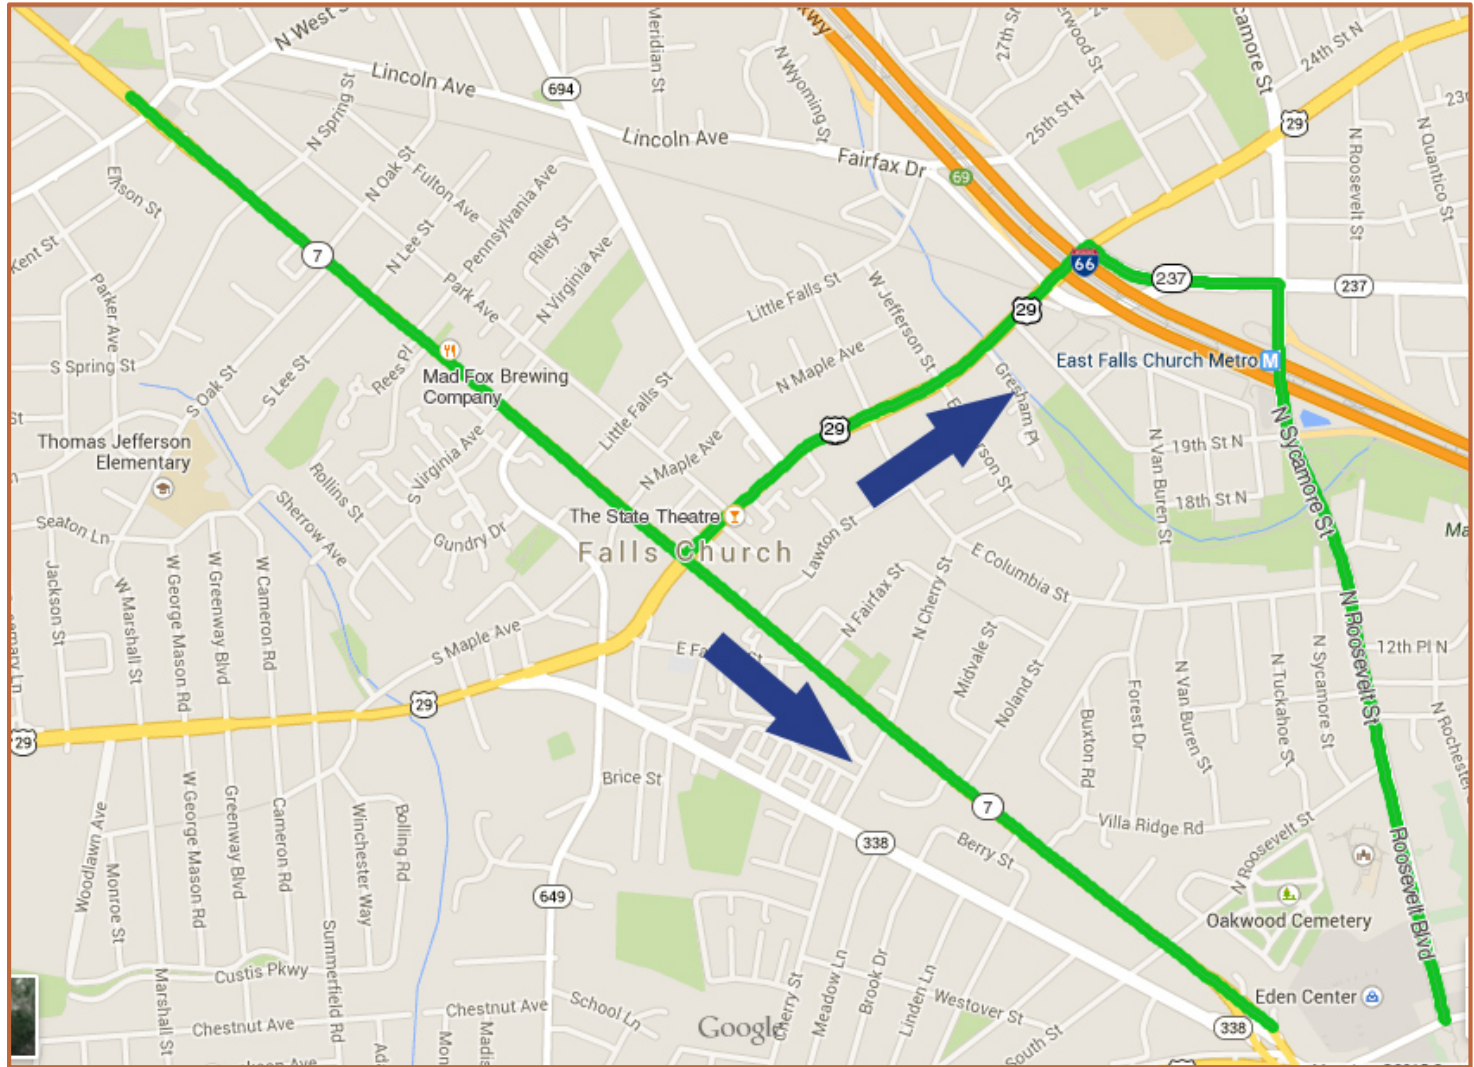 N West S
Lincoln Ave
694
Meridian St
N Wyoming St
kwy
27th St
erwood St
camore St
24th St N
29
25th St N
N Roosevelt St
N Quantico St
N Spring St
Lincoln Ave
Fairfax Dr
69
N Oak St
Fulton Ave
Pennsylvania Ave
Riley St
N Lee St
Park Ave
N Virginia Ave
7
Kent St
Parker Ave
S Spring St
S Oak St
S Lee St
Rees Pl
Mad Fox Brewing
Company
Little Falls St
W Jefferson St
29
66
237
237
East Falls Church Metro
M
N Maple Ave
Little Falls St
Gresham Pl
29
N Maple Ave
Thomas Jefferson
Elementary
S Virginia Ave
Rollins St
Sherrow Ave
Gundry Dr
Seaton Ln
The State Theatre
Falls Church
Lawton St
N Van Buren St
19th St N
18th St N
N Sycamore St
Ma
E Columbia St
N Fairfax St
N Cherry St
Jackson St
W Marshall St
W George Mason Rd
W Greenway Blvd
W Cameron Rd
S Maple Ave
Midvale St
Noland St
Forest Dr
Buxton Rd
N Van Buren St
N Tuckahoe St
N Sycamore St
N Roosevelt St
12th Pl N
29
29
Brice St
338
7
Berry St
Villa Ridge Rd
N Roosevelt St
Roosevelt Blvd
Oakwood Cemetery
Eden Center
Woodlawn Ave
Monroe St
W George Mason Rd
Greenway Blvd
Cameron Rd
Winchester Way
Bolling Rd
649
Custis Pkwy
Summerfield Rd
Marshall St
Chestnut Ave
Chestnut Ave
School Ln
Google
Cherry St
Meadow Ln
Brook Dr
Linden Ln
Westover St
South St
338